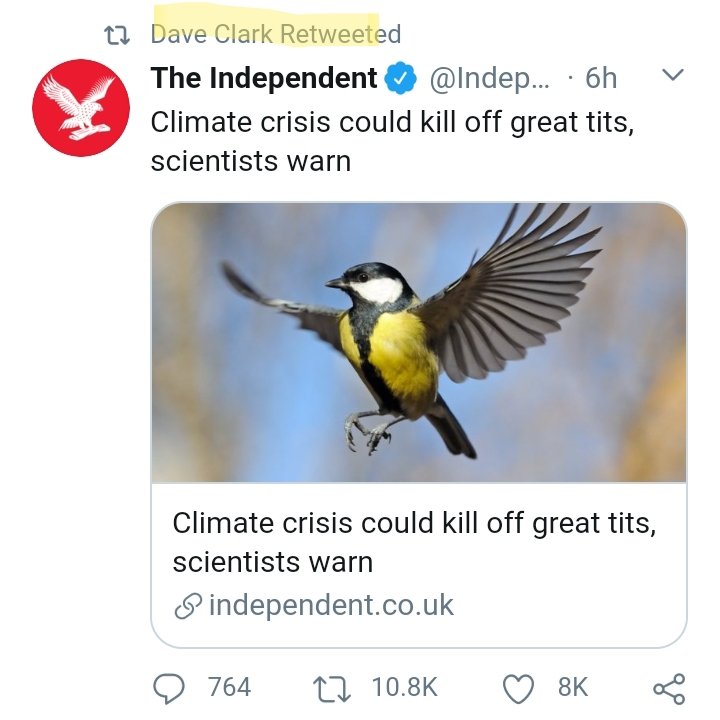 Dave Clark Retweeted
The Independent @Indep... · 6h
Climate crisis could kill off great tits,
scientists warn
Climate crisis could kill off great tits,
scientists warn
independent.co.uk
764 10.8K 8K